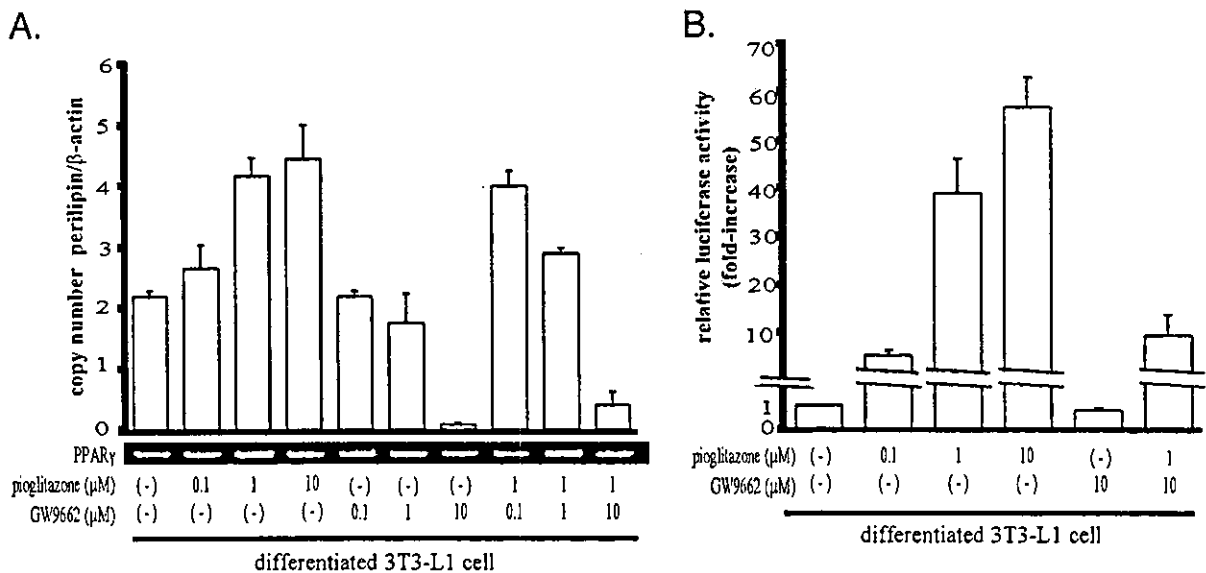 A.
copy number perilipin/β-actin
6
5
4
3
2
1
0
PPARγ
pioglitazone (μM) (-) 0.1 1 10 (-) (-) (-) 1 1 1
GW9662 (μM) (-) (-) (-) (-) 0.1 1 10 0.1 1 10
differentiated 3T3-L1 cell
B.
relative luciferase activity
(fold-increase)
70
60
50
40
30
20
10
1
0
pioglitazone (μM) (-) 0.1 1 10 (-) 1
GW9662 (μM) (-) (-) (-) (-) 10 10
differentiated 3T3-L1 cell